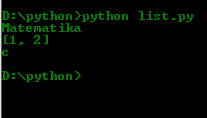 D:\python>python list.py
Matematika
[1, 2]
c
D:\python>